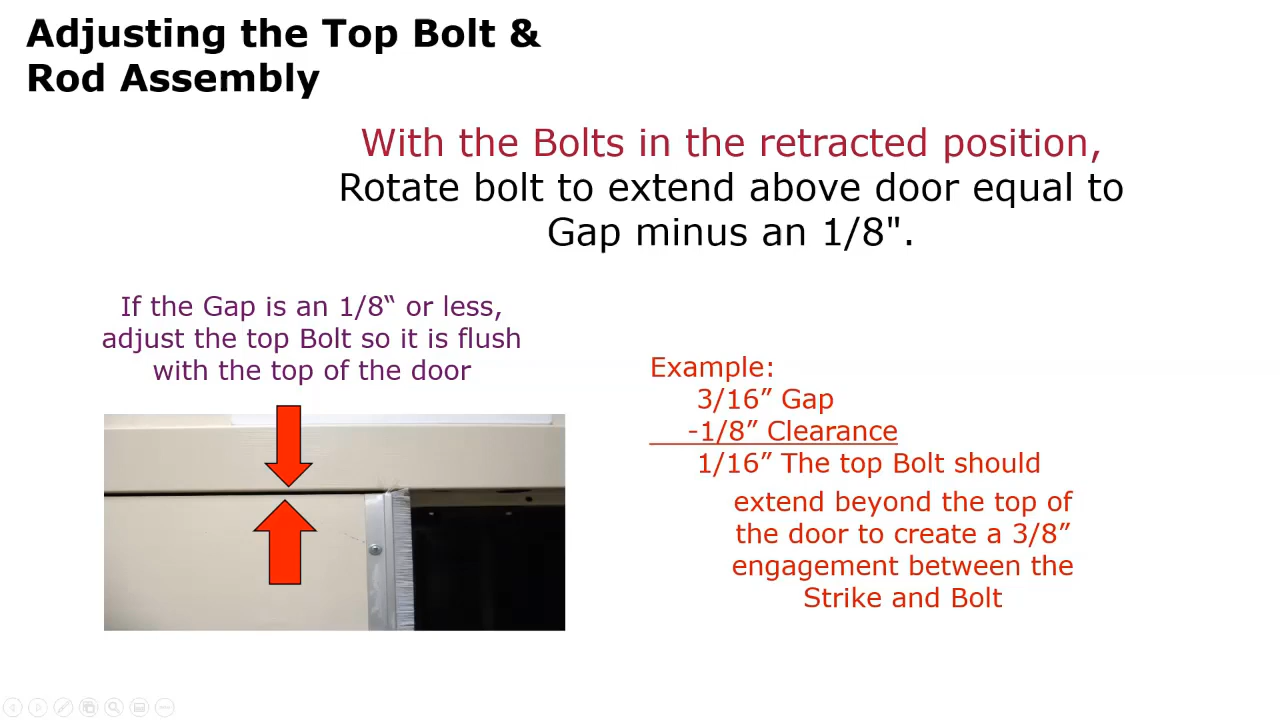 Adjusting the Top Bolt &
Rod Assembly
With the Bolts in the retracted position,
Rotate bolt to extend above door equal to
Gap minus an 1/8".
If the Gap is an 1/8“ or less,
adjust the top Bolt so it is flush
with the top of the door
Example:
3/16” Gap
-1/8” Clearance
1/16” The top Bolt should
extend beyond the top of
the door to create a 3/8”
engagement between the
Strike and Bolt